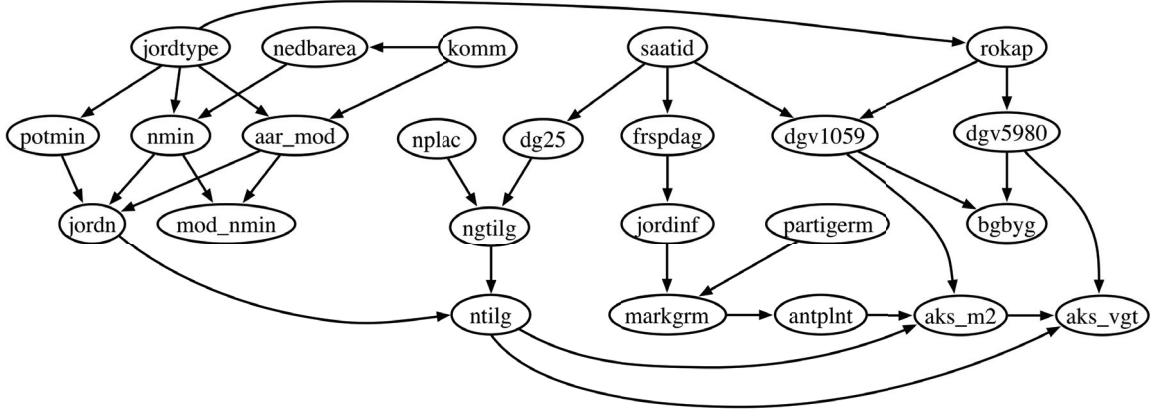 jordtype nedbarea komm saatid rokap
potmin nmin aar_mod nplac dg25 frspdag dgv1059 dgv5980
jordn mod_nmin ngtilg jordinf partigerm bgbyg
ntilg markgrm antplnt aks_m2 aks_vgt